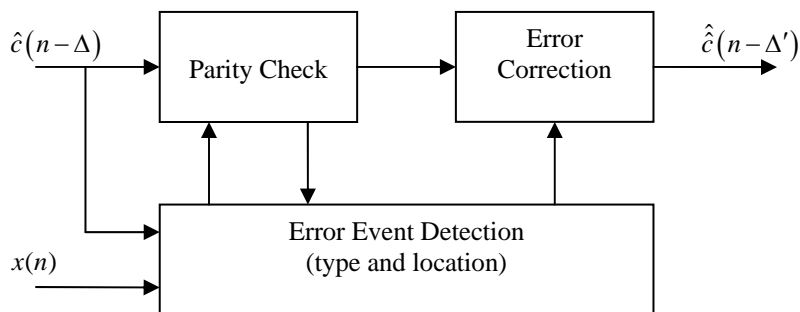 ĉ(n−Δ)
Parity Check
Error
Correction
ĉ̂(n−Δ′)
Error Event Detection
(type and location)
x(n)